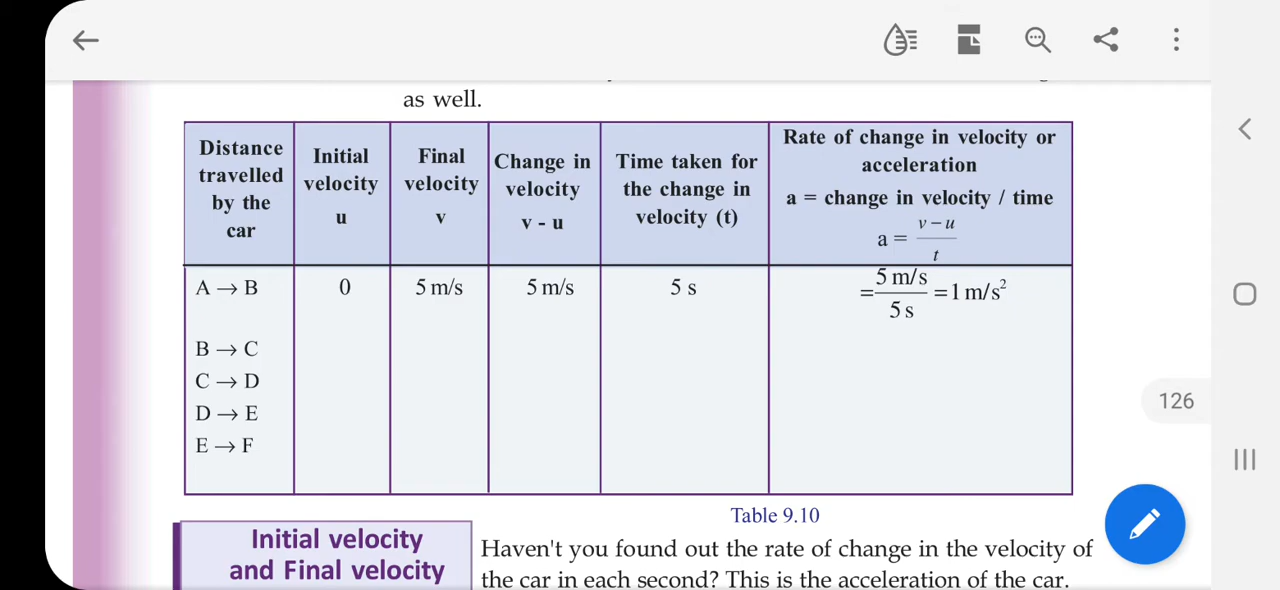 as well.
Distance travelled by the car
Initial velocity u
Final velocity v
Change in velocity v - u
Time taken for the change in velocity (t)
Rate of change in velocity or acceleration
a = change in velocity / time
a = v – u / t
A → B 0 5 m/s 5 m/s 5 s = 5 m/s / 5 s = 1 m/s²
B → C
C → D
D → E
E → F
126
Table 9.10
Initial velocity
and Final velocity
Haven't you found out the rate of change in the velocity of
the car in each second? This is the acceleration of the car.